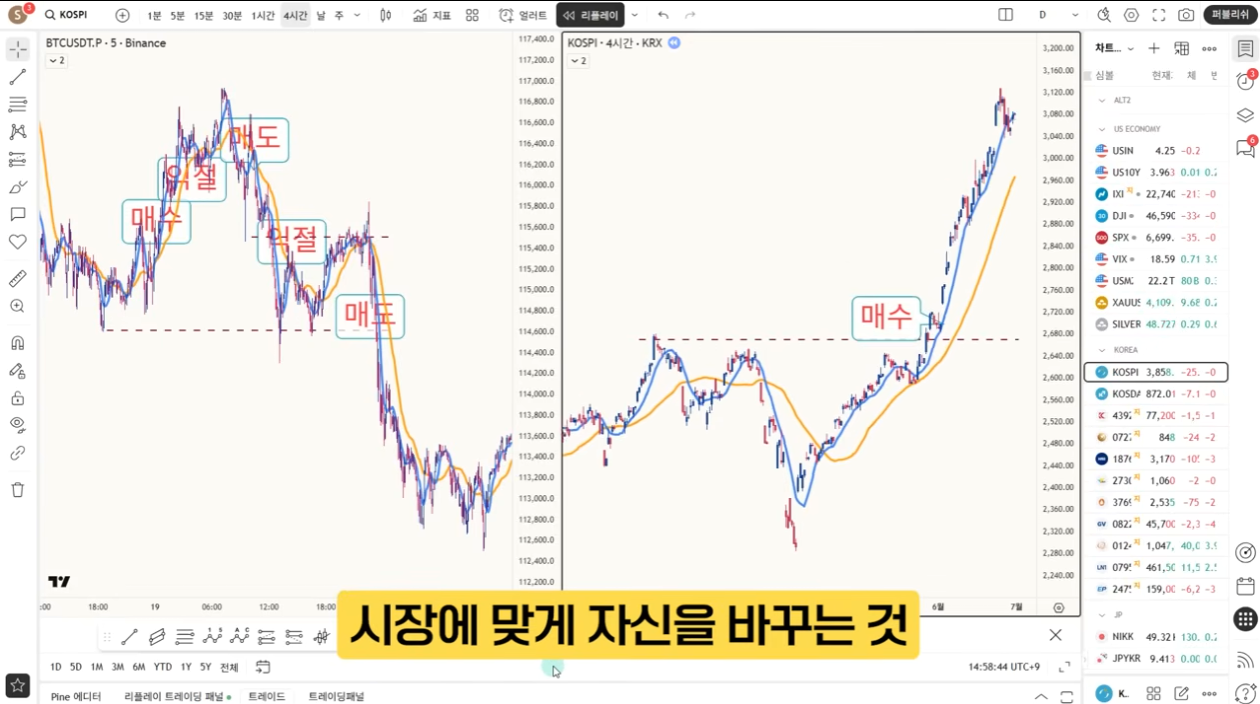 S 3 KOSPI 1분 5분 15분 30분 1시간 4시간 날 주 지표 얼러트 리플레이 D 퍼블리쉬
BTCUSDT.P · 5 · Binance
2
매도
익절
매수
익절
매도
117,400.0
117,200.0
117,000.0
116,800.0
116,600.0
116,400.0
116,200.0
116,000.0
115,800.0
115,600.0
115,400.0
115,200.0
115,000.0
114,800.0
114,600.0
114,400.0
114,200.0
114,000.0
113,800.0
113,600.0
113,400.0
113,200.0
113,000.0
112,800.0
112,600.0
112,400.0
112,200.0
:00 18:00 19 06:00 12:00 18:00
KOSPI · 4시간 · KRX
2
매수
3,200.00
3,160.00
3,120.00
3,080.00
3,040.00
3,000.00
2,960.00
2,920.00
2,880.00
2,840.00
2,800.00
2,760.00
2,720.00
2,680.00
2,640.00
2,600.00
2,560.00
2,520.00
2,480.00
2,440.00
2,400.00
2,360.00
2,320.00
2,280.00
2,240.00
6월 7월
시장에 맞게 자신을 바꾸는 것
1D 5D 1M 3M 6M YTD 1Y 5Y 전체 14:58:44 UTC+9
Pine 에디터 리플레이 트레이딩 패널 트레이드 트레이딩패널
차트...
심볼 현재: 체 번
ALT2
US ECONOMY
USIN 4.25 −0.2
US10Y 3.963 0.01 0.2
IXI 22,740 −213 −0
DJI 46,590 −334 −0
SPX 6,699. −35. −0
VIX 18.59 0.71 3.9
USM2 22.2 T 80B 0.3
XAUUS 4,109. 9.68 0.2
SILVER 48.727 0.29 0.6
KOREA
KOSPI 3,858. −25. −0
KOSDA 872.01 −7.1 −0
4392 77,200 −1,5 −1
0727 848 −24 −2
1876 3,170 −105 −3
2730 1,060 −2 −0
3769 2,535 −75 −2
0822 45,700 −2,3 −4
0124 1,047, 40,0 3.9
0795 461,50 11,5 2.5
2475 159,00 −6,2 −3
JP
NIKK 49,321 130. 0.2
JPYKR 9.413 0.00 0.0
K..
3
6